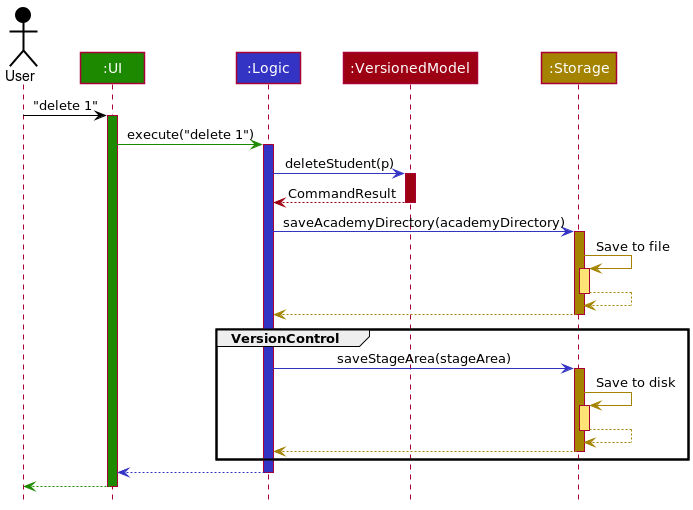 User
:UI
:Logic
:VersionedModel
:Storage
"delete 1"
execute("delete 1")
deleteStudent(p)
CommandResult
saveAcademyDirectory(academyDirectory)
Save to file
VersionControl
saveStageArea(stageArea)
Save to disk